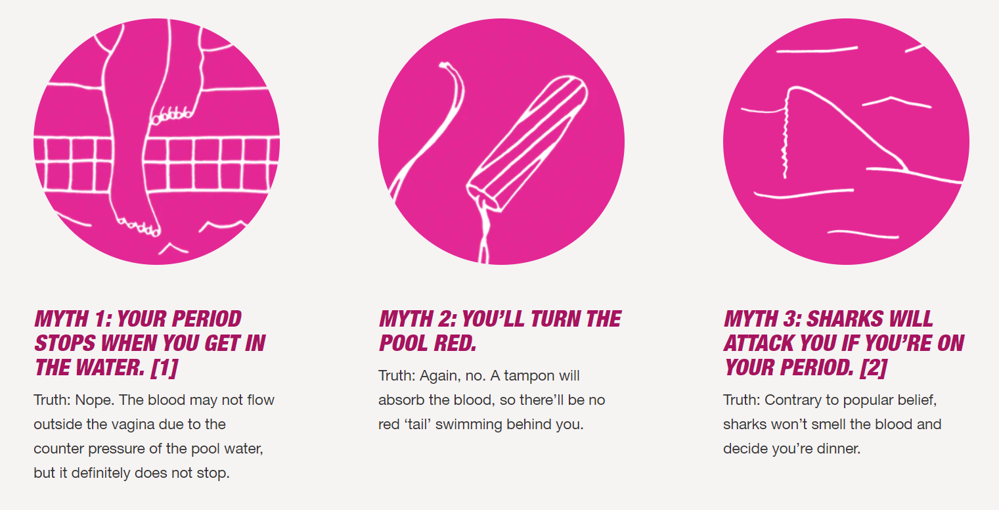 MYTH 1: YOUR PERIOD
STOPS WHEN YOU GET IN
THE WATER. [1]
Truth: Nope. The blood may not flow
outside the vagina due to the
counter pressure of the pool water,
but it definitely does not stop.
MYTH 2: YOU’LL TURN THE
POOL RED.
Truth: Again, no. A tampon will
absorb the blood, so there’ll be no
red ‘tail’ swimming behind you.
MYTH 3: SHARKS WILL
ATTACK YOU IF YOU’RE ON
YOUR PERIOD. [2]
Truth: Contrary to popular belief,
sharks won’t smell the blood and
decide you’re dinner.